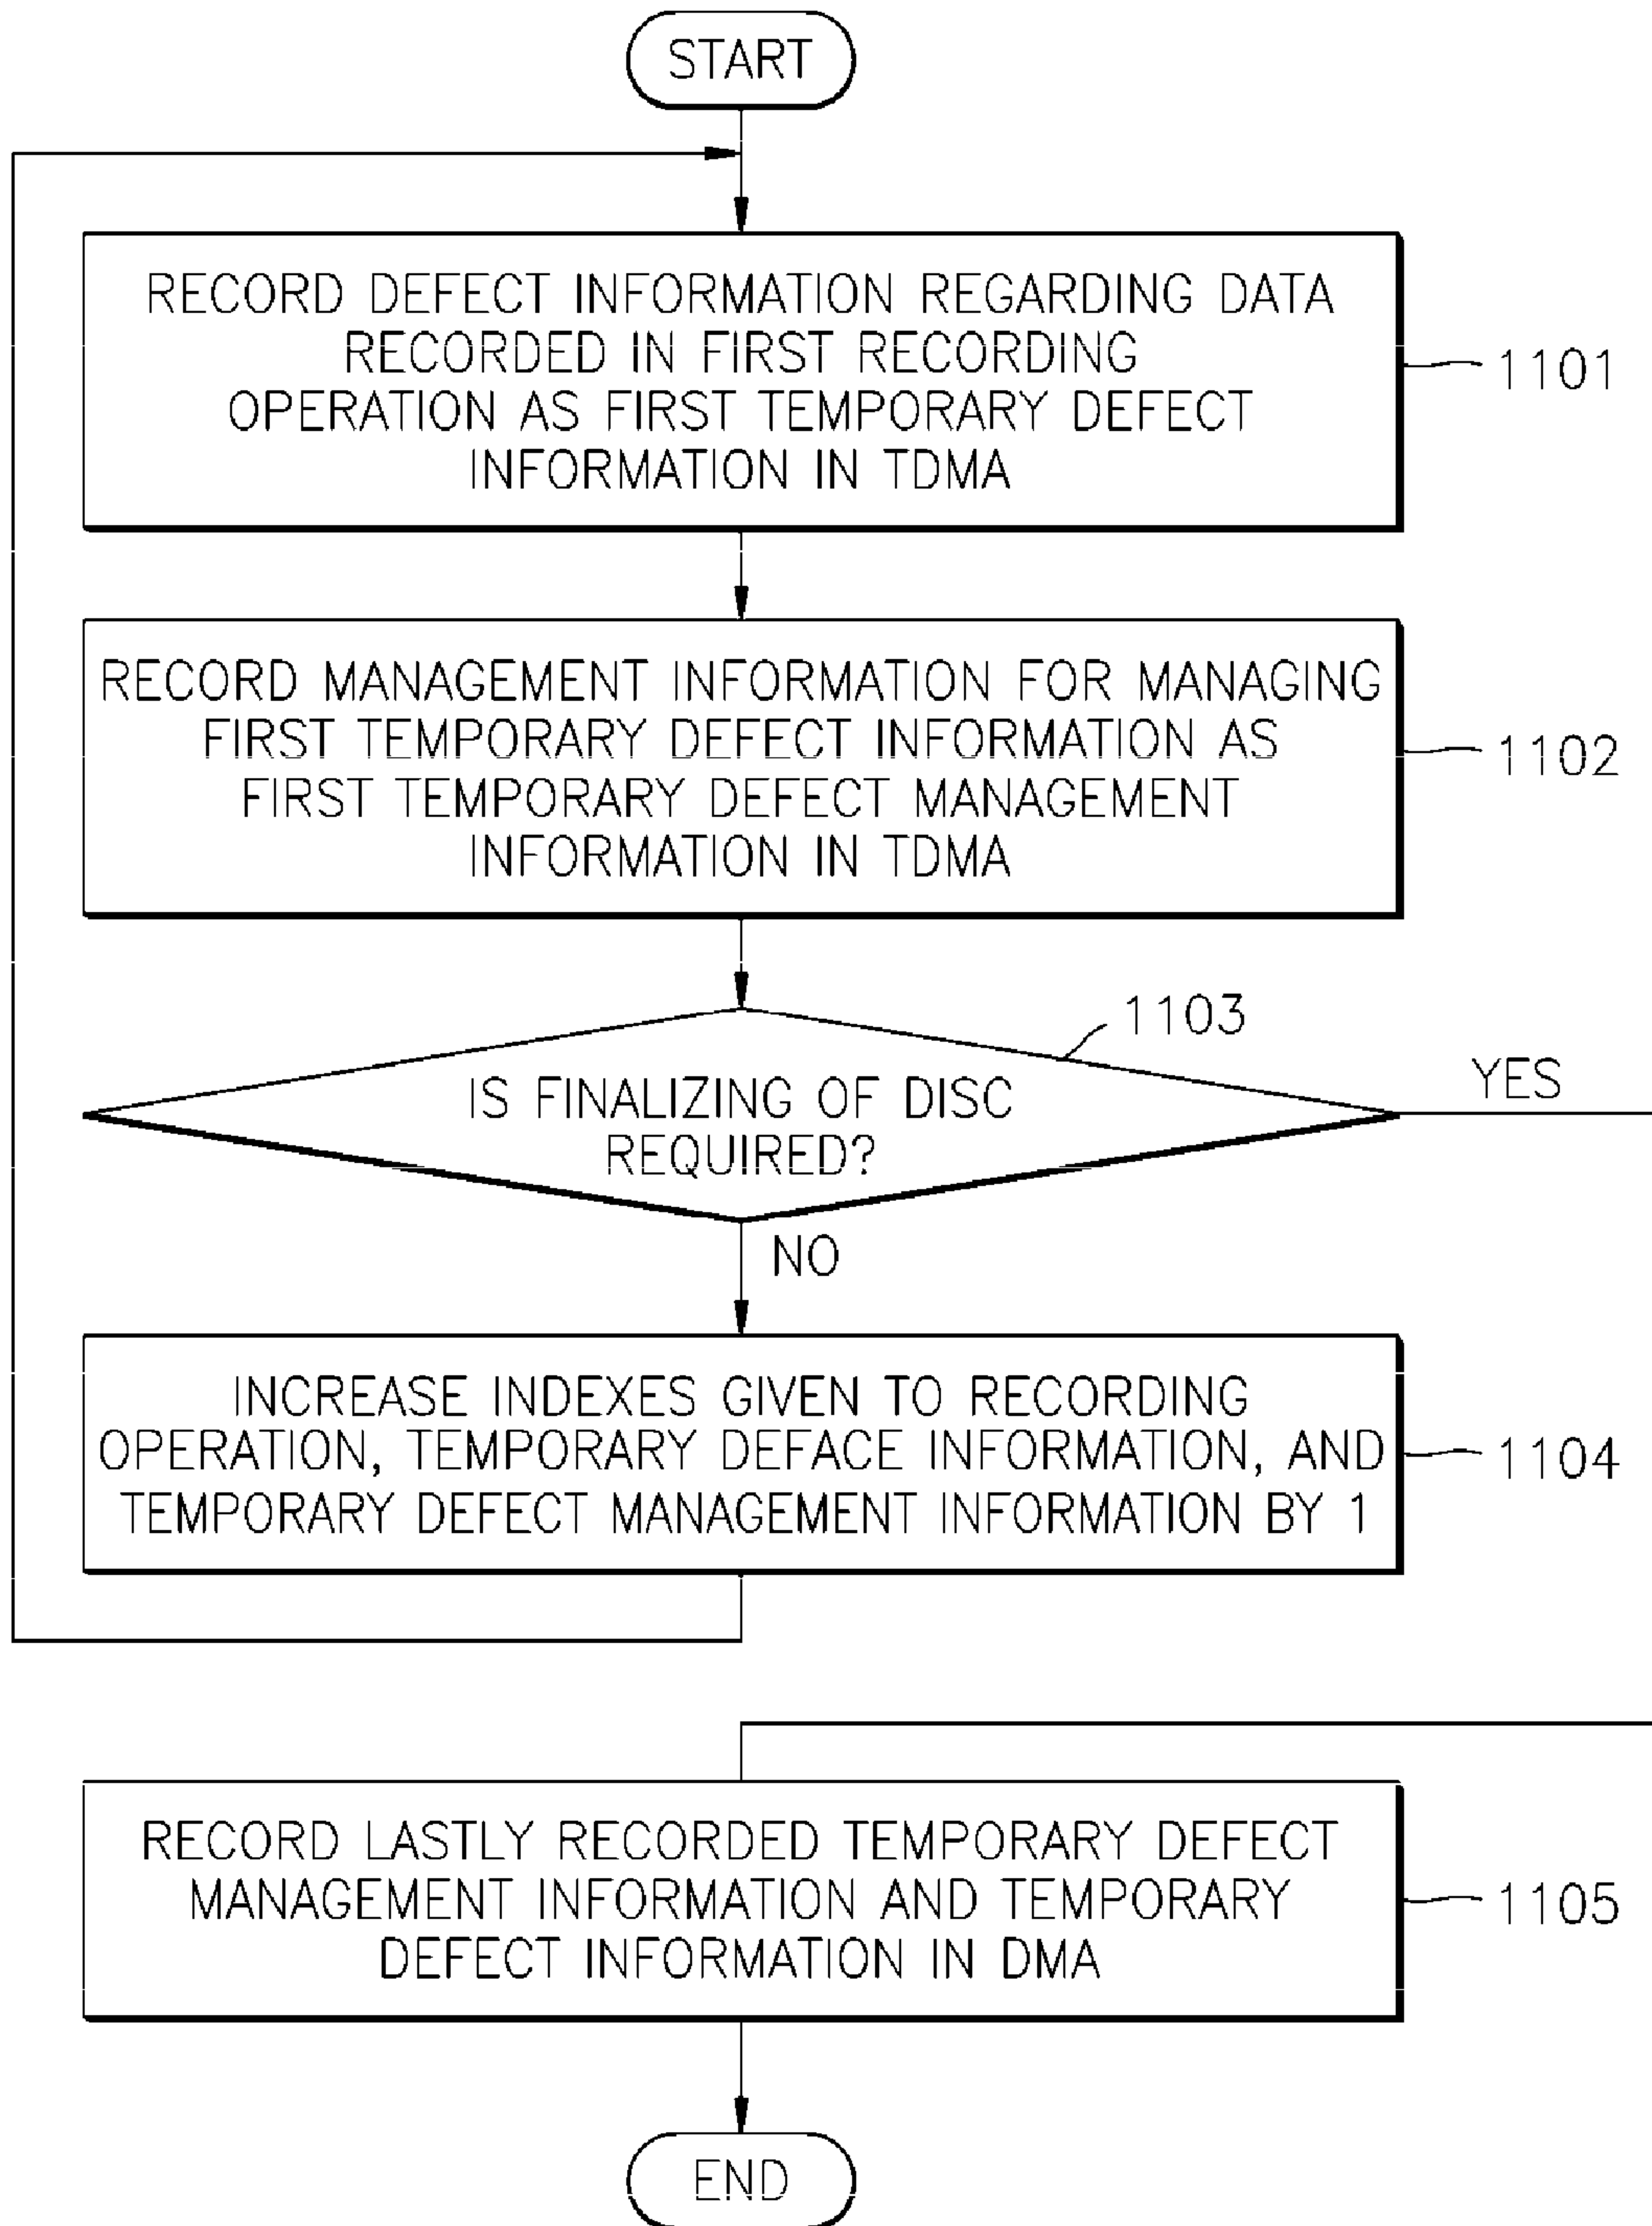 START
RECORD DEFECT INFORMATION REGARDING DATA
RECORDED IN FIRST RECORDING
OPERATION AS FIRST TEMPORARY DEFECT
INFORMATION IN TDMA
1101
RECORD MANAGEMENT INFORMATION FOR MANAGING
FIRST TEMPORARY DEFECT INFORMATION AS
FIRST TEMPORARY DEFECT MANAGEMENT
INFORMATION IN TDMA
1102
1103
IS FINALIZING OF DISC
REQUIRED?
YES
NO
INCREASE INDEXES GIVEN TO RECORDING
OPERATION, TEMPORARY DEFACE INFORMATION, AND
TEMPORARY DEFECT MANAGEMENT INFORMATION BY 1
1104
RECORD LASTLY RECORDED TEMPORARY DEFECT
MANAGEMENT INFORMATION AND TEMPORARY
DEFECT INFORMATION IN DMA
1105
END